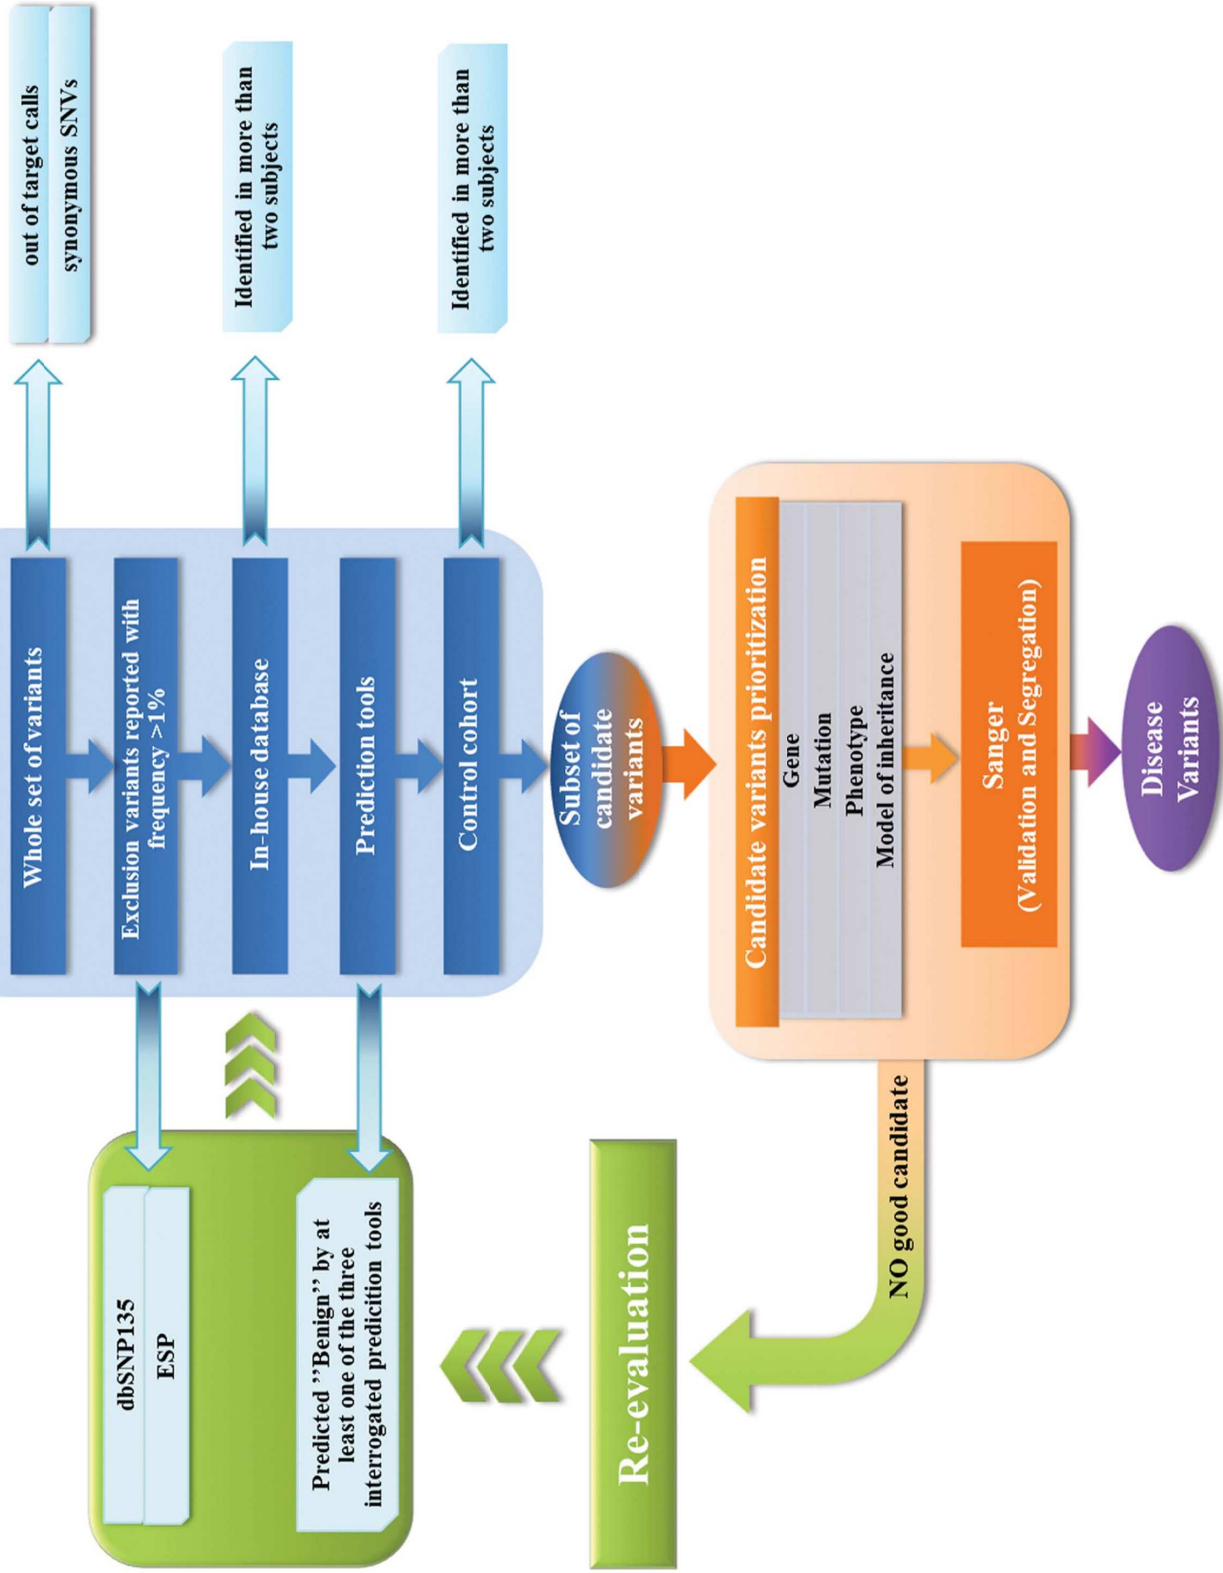 out of target calls
synonymous SNVs
Whole set of variants
Exclusion variants reported with
frequency >1%
dbSNP135
ESP
In-house database
Identified in more than
two subjects
Prediction tools
Predicted ”Benign” by at
least one of the three
interrogated predicition tools
Control cohort
Identified in more than
two subjects
Subset of
candidate
variants
Candidate variants prioritization
Gene
Mutation
Phenotype
Model of inheritance
Sanger
(Validation and Segregation)
Disease
Variants
NO good candidate
Re-evaluation